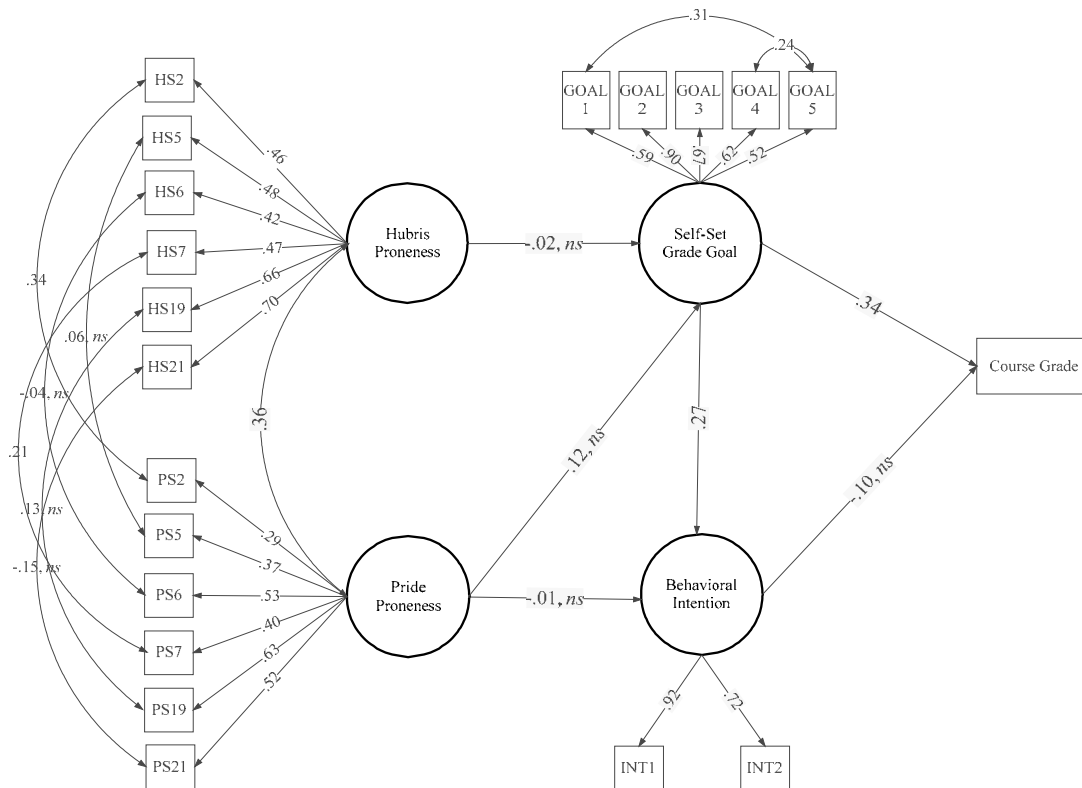 .31
.24
HS2
GOAL
1
GOAL
2
GOAL
3
GOAL
4
GOAL
5
HS5
.59
.90
.67
.62
.52
.46
HS6
.48
.42
Hubris
Proneness
-.02, ns
Self-Set
Grade Goal
HS7
.47
.34
.66
HS19
.70
.34
.06, ns
HS21
Course Grade
-.04, ns
.36
.27
.12, ns
.21
PS2
-.10, ns
.13, ns
PS5
.29
.37
-.15, ns
PS6
.53
Pride
Proneness
-.01, ns
Behavioral
Intention
.40
PS7
.63
.52
PS19
.92
.72
PS21
INT1
INT2